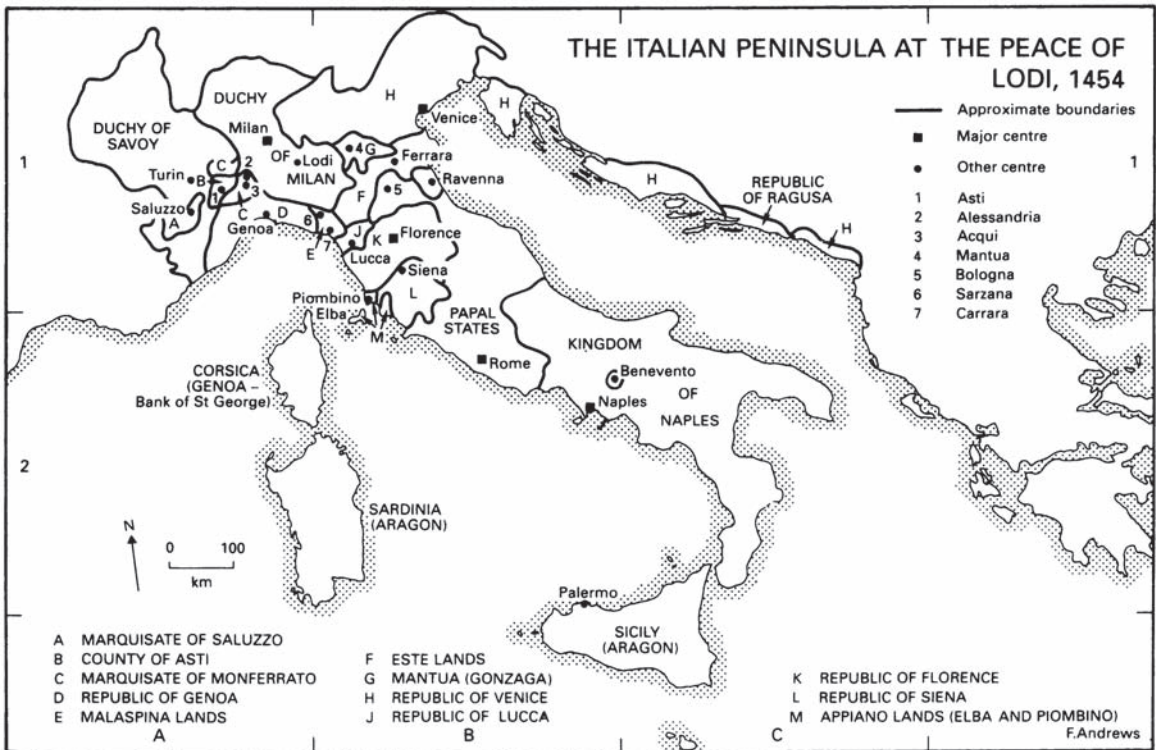 THE ITALIAN PENINSULA AT THE PEACE OF
LODI, 1454
Approximate boundaries
Major centre
Other centre
1 Asti
2 Alessandria
3 Acqui
4 Mantua
5 Bologna
6 Sarzana
7 Carrara
1
1
2
DUCHY OF
SAVOY
DUCHY
OF
MILAN
Milan
Lodi
H
Venice
H
H
REPUBLIC
OF RAGUSA
H
4 G
Ferrara
Ravenna
F
5
Turin
B
C
1
2
3
C
Saluzzo
A
Genoa
D
6
E
7
J
Lucca
K
Florence
Siena
L
Piombino
Elba
M
PAPAL
STATES
Rome
KINGDOM
OF
NAPLES
Benevento
Naples
CORSICA
(GENOA –
Bank of St George)
SARDINIA
(ARAGON)
Palermo
SICILY
(ARAGON)
N
0 100
km
A MARQUISATE OF SALUZZO
B COUNTY OF ASTI
C MARQUISATE OF MONFERRATO
D REPUBLIC OF GENOA
E MALASPINA LANDS
F ESTE LANDS
G MANTUA (GONZAGA)
H REPUBLIC OF VENICE
J REPUBLIC OF LUCCA
K REPUBLIC OF FLORENCE
L REPUBLIC OF SIENA
M APPIANO LANDS (ELBA AND PIOMBINO)
A
B
C
F.Andrews